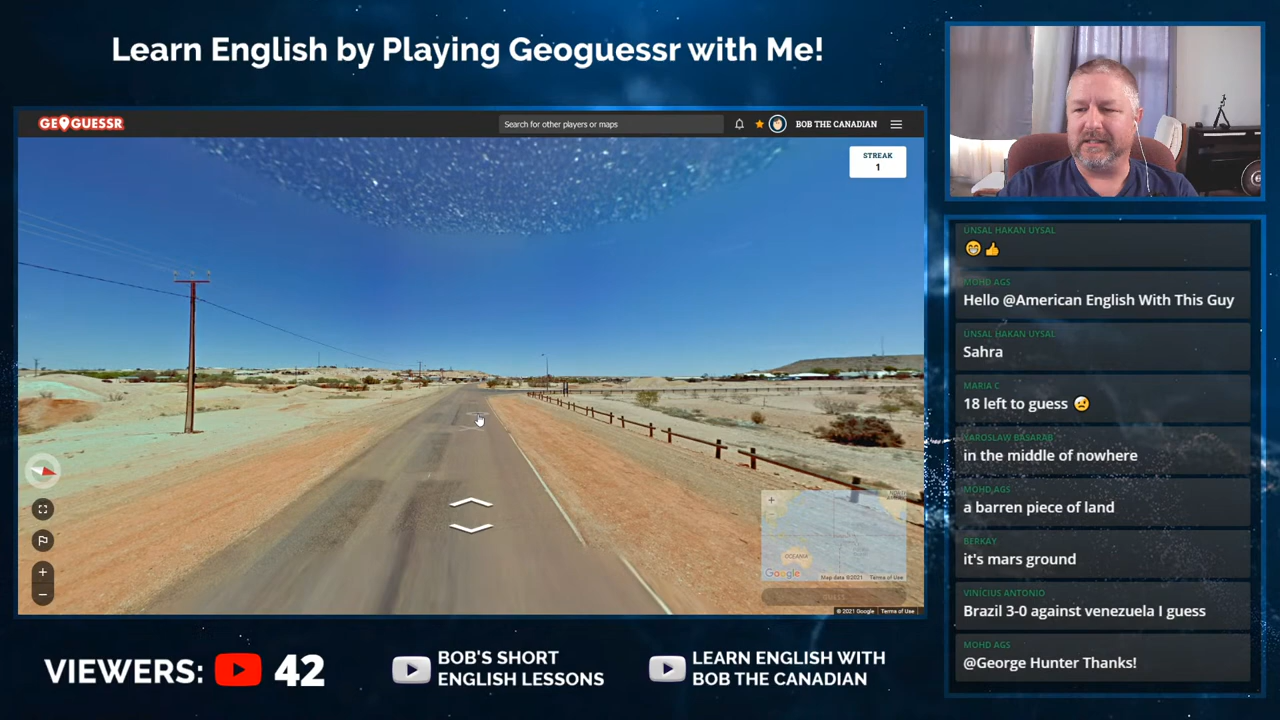 Learn English by Playing Geoguessr with Me!
GEOGUESSR
Search for other players or maps
BOB THE CANADIAN
STREAK
1
OCEANIA
Google
Map data ©2021
Terms of Use
© 2021 Google
Terms of Use
UNSAL HAKAN UYSAL
😁👍
MOHD AGS
Hello @American English With This Guy
UNSAL HAKAN UYSAL
Sahra
MARIA C
18 left to guess 🤕
YAROSLAW BASARAB
in the middle of nowhere
MOHD AGS
a barren piece of land
BERKAY
it's mars ground
VINÍCIUS ANTONIO
Brazil 3-0 against venezuela I guess
MOHD AGS
@George Hunter Thanks!
VIEWERS:
42
BOB'S SHORT
ENGLISH LESSONS
LEARN ENGLISH WITH
BOB THE CANADIAN